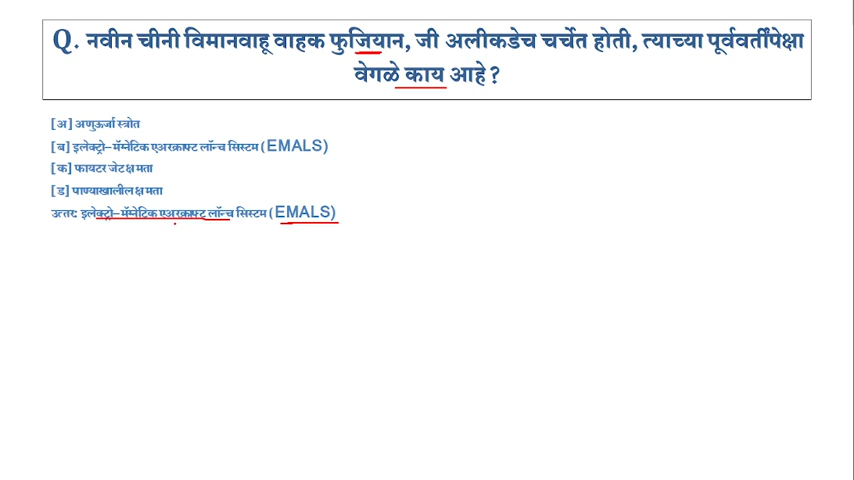 Q. नवीन चीनी विमानवाहू वाहक फुजियान, जी अलीकडेच चर्चेत होती, त्याच्या पूर्ववर्तींपेक्षा
वेगळे काय आहे ?
[अ] अणुऊर्जा स्त्रोत
[ब] इलेक्ट्रो-मॅग्नेटिक एअरक्राफ्ट लॉन्च सिस्टम (EMALS)
[क] फायटर जेट क्षमता
[ड] पाण्याखालील क्षमता
उत्तर: इलेक्ट्रो-मॅग्नेटिक एअरक्राफ्ट लॉन्च सिस्टम (EMALS)